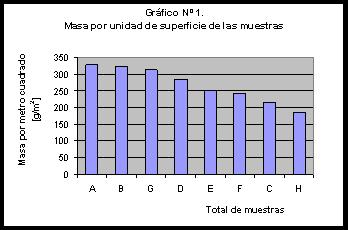 Gráfico Nº 1.
Masa por unidad de superficie de las muestras
Masa por metro cuadrado
[g/m²]
350
300
250
200
150
100
50
0
A B G D E F C H
Total de muestras